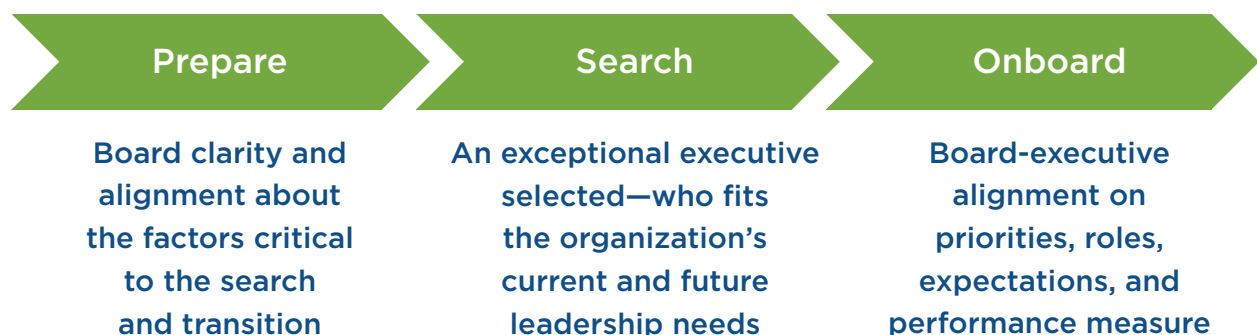 Prepare
Search
Onboard
Board clarity and
alignment about
the factors critical
to the search
and transition
An exceptional executive
selected—who fits
the organization’s
current and future
leadership needs
Board-executive
alignment on
priorities, roles,
expectations, and
performance measure